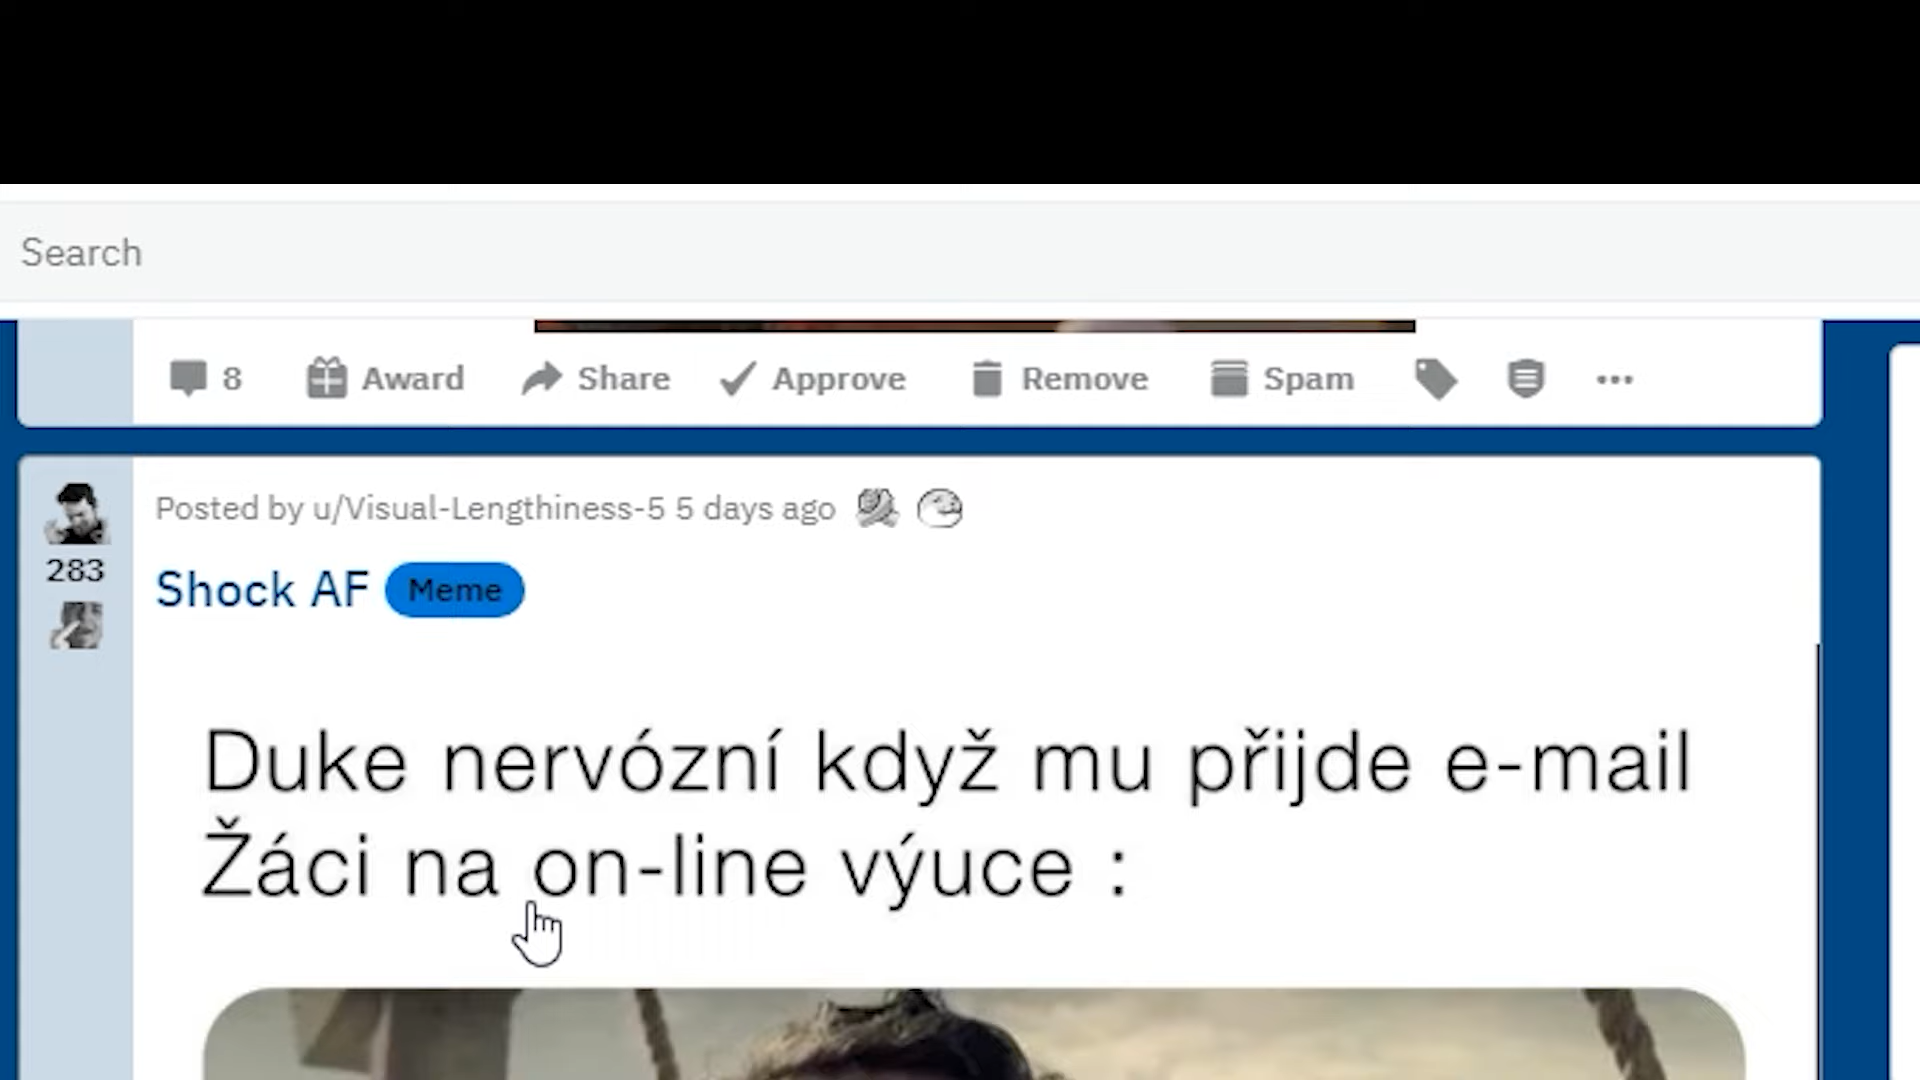 Search
8 Award Share Approve Remove Spam
Posted by u/Visual-Lengthiness-5 5 days ago
283
Shock AF Meme
Duke nervózní když mu přijde e-mail
Žáci na on-line výuce :